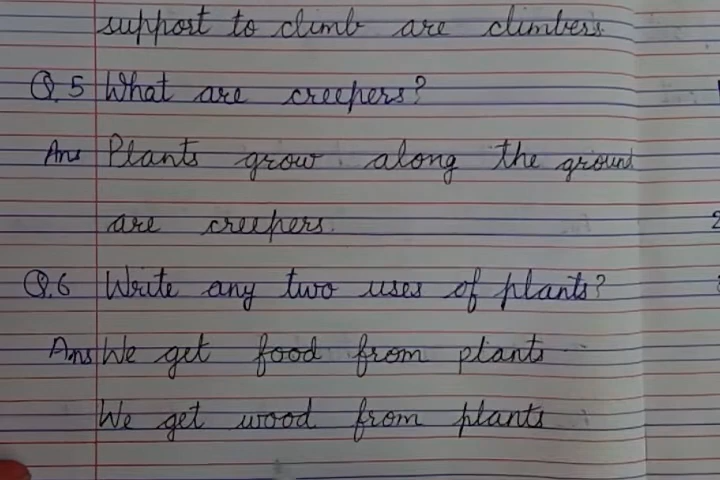 support to climb are climbers
Q.5 What are creepers?
Ans Plants grow along the ground
are creepers.
Q.6 Write any two uses of plants?
Ans We get food from plants
We get wood from plants